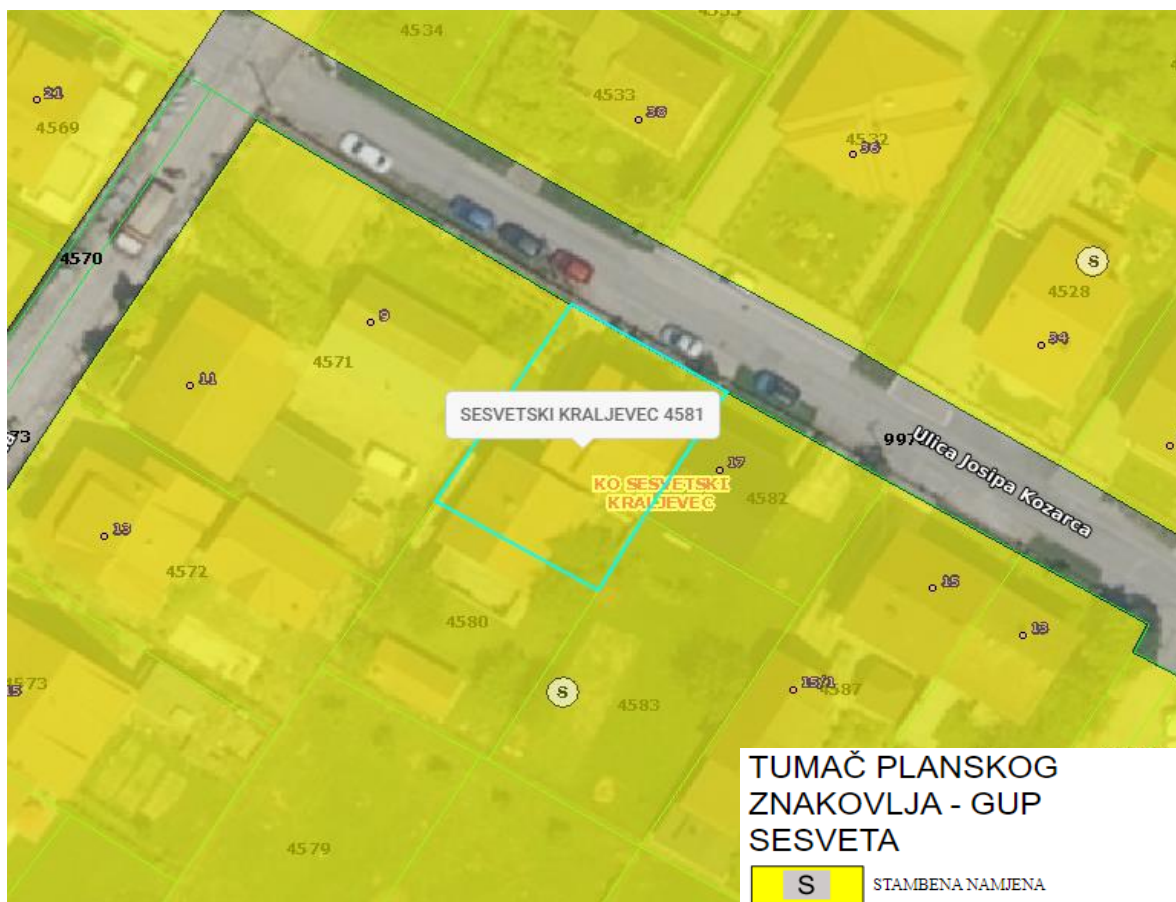 4535
4534
21
4533
38
4569
4532
36
S
4570
4528
9
34
4571
11
SESVETSKI KRALJEVEC 4581
997
Ulica Josipa Kozarca
17
KO SESVETSKI
KRALJEVEC
4582
13
4572
15
4580
13
S
15/1
4587
4573
15
4583
4579
TUMAČ PLANSKOG
ZNAKOVLJA - GUP
SESVETA
S STAMBENA NAMJENA